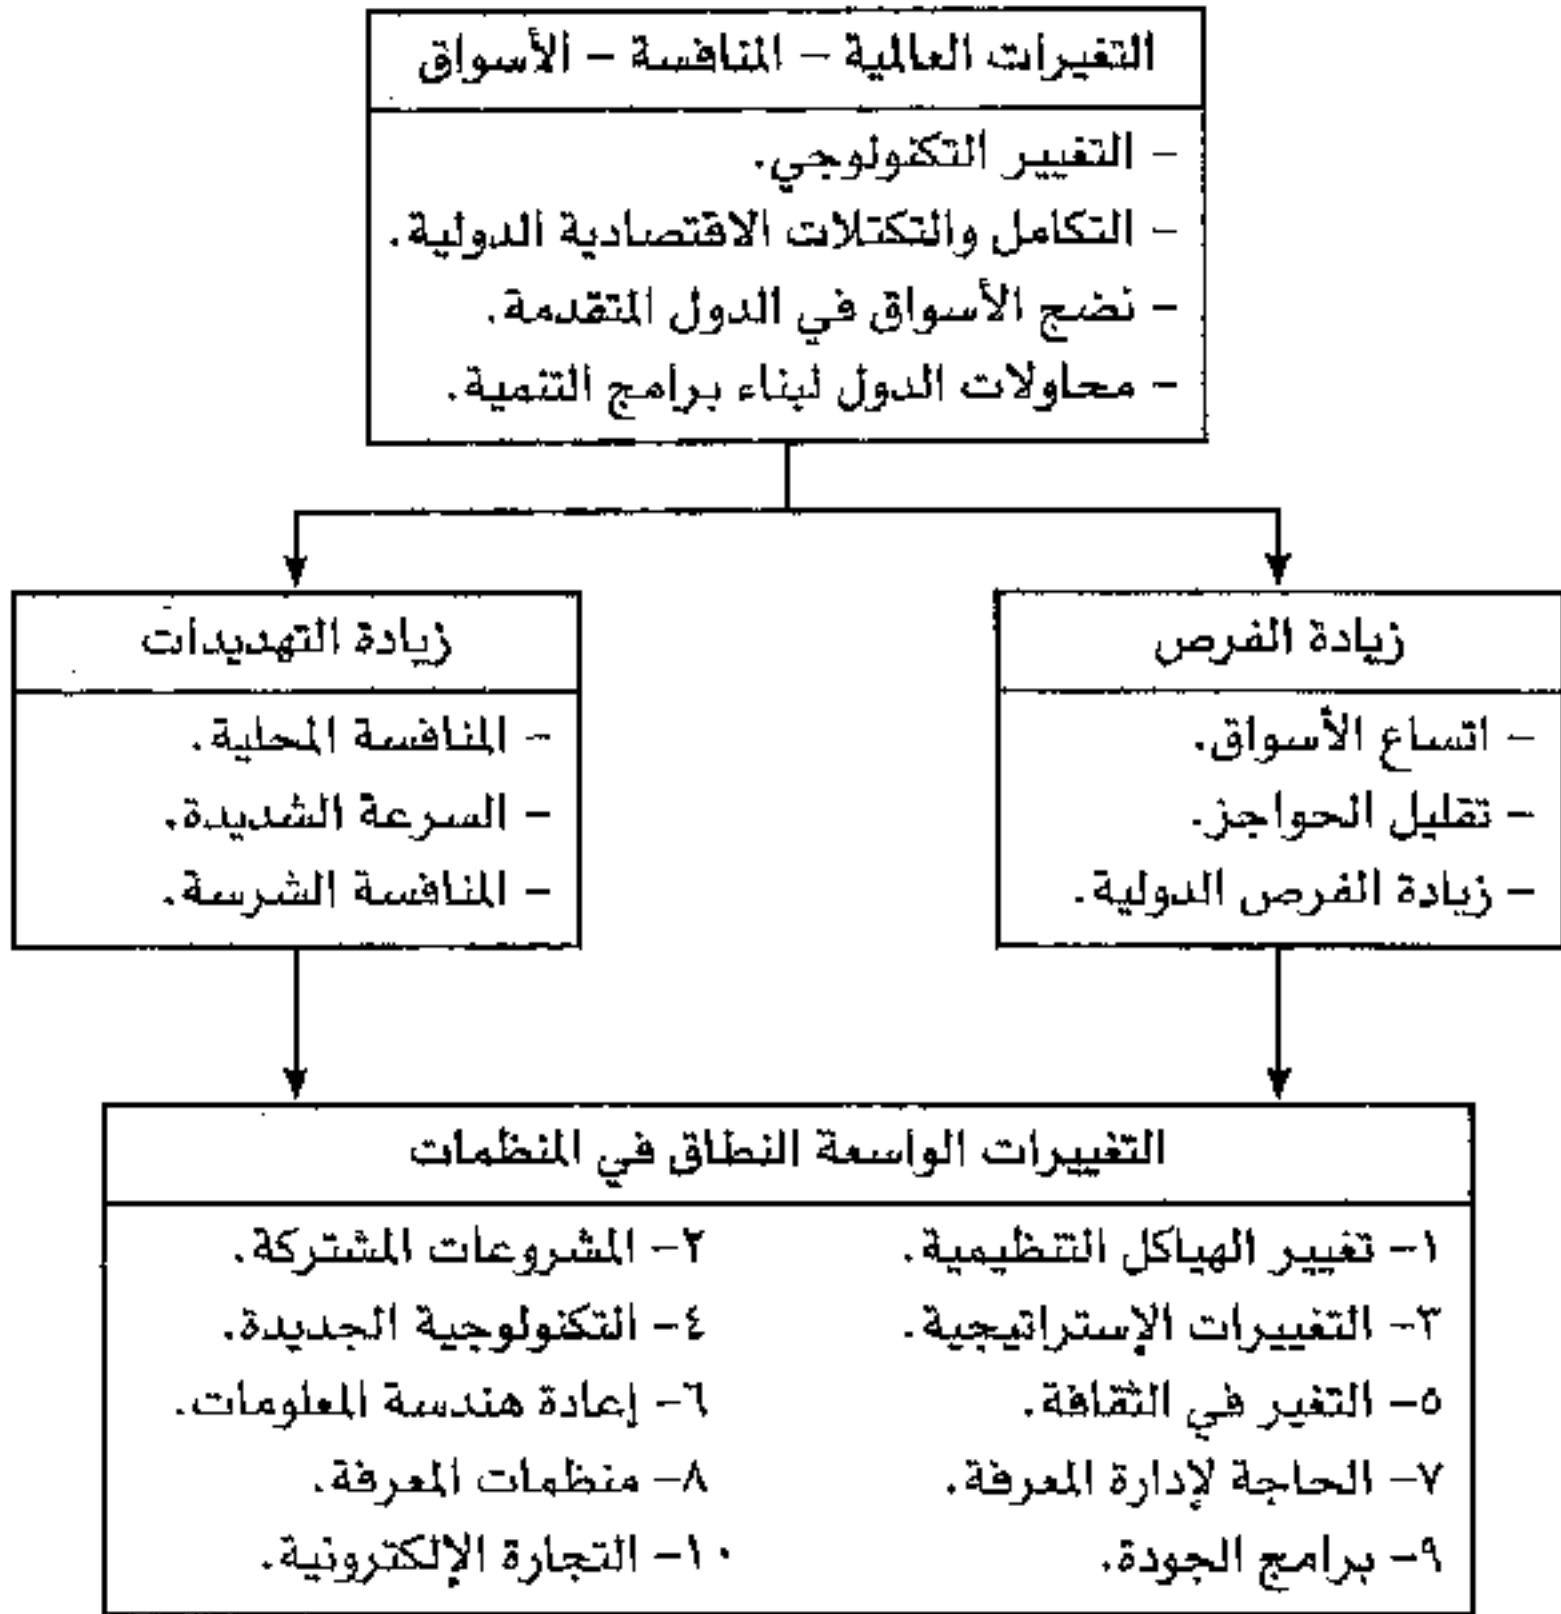 التغيرات العالمية – المنافسة – الأسواق
– التغيير التكنولوجي.
– التكامل والتكتلات الاقتصادية الدولية.
– نضج الأسواق في الدول المتقدمة.
– محاولات الدول لبناء برامج التنمية.
زيادة الفرص
– اتساع الأسواق.
– تقليل الحواجز.
– زيادة الفرص الدولية.
زيادة التهديدات
– المنافسة المحلية.
– السرعة الشديدة.
– المنافسة الشرسة.
التغييرات الواسعة النطاق في المنظمات
١– تغيير الهياكل التنظيمية.
٢– المشروعات المشتركة.
٣– التغييرات الإستراتيجية.
٤– التكنولوجية الجديدة.
٥– التغير في الثقافة.
٦– إعادة هندسة المعلومات.
٧– الحاجة لإدارة المعرفة.
٨– منظمات المعرفة.
٩– برامج الجودة.
١٠– التجارة الإلكترونية.